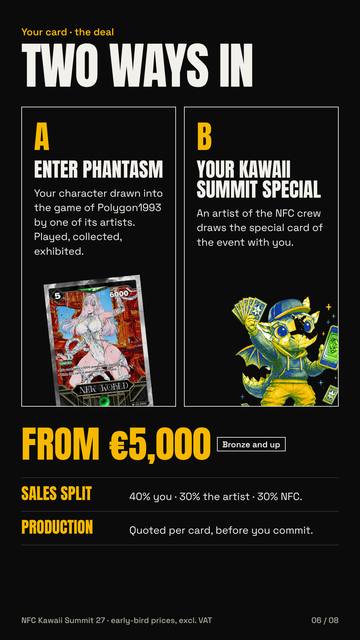 Your card · the deal
TWO WAYS IN
A
ENTER PHANTASM
Your character drawn into
the game of Polygon1993
by one of its artists.
Played, collected,
exhibited.
5
6000
NEW KOBED
B
YOUR KAWAII
SUMMIT SPECIAL
An artist of the NFC crew
draws the special card of
the event with you.
FROM €5,000
Bronze and up
SALES SPLIT
40% you · 30% the artist · 30% NFC.
PRODUCTION
Quoted per card, before you commit.
NFC Kawaii Summit 27 · early-bird prices, excl. VAT
06 / 08